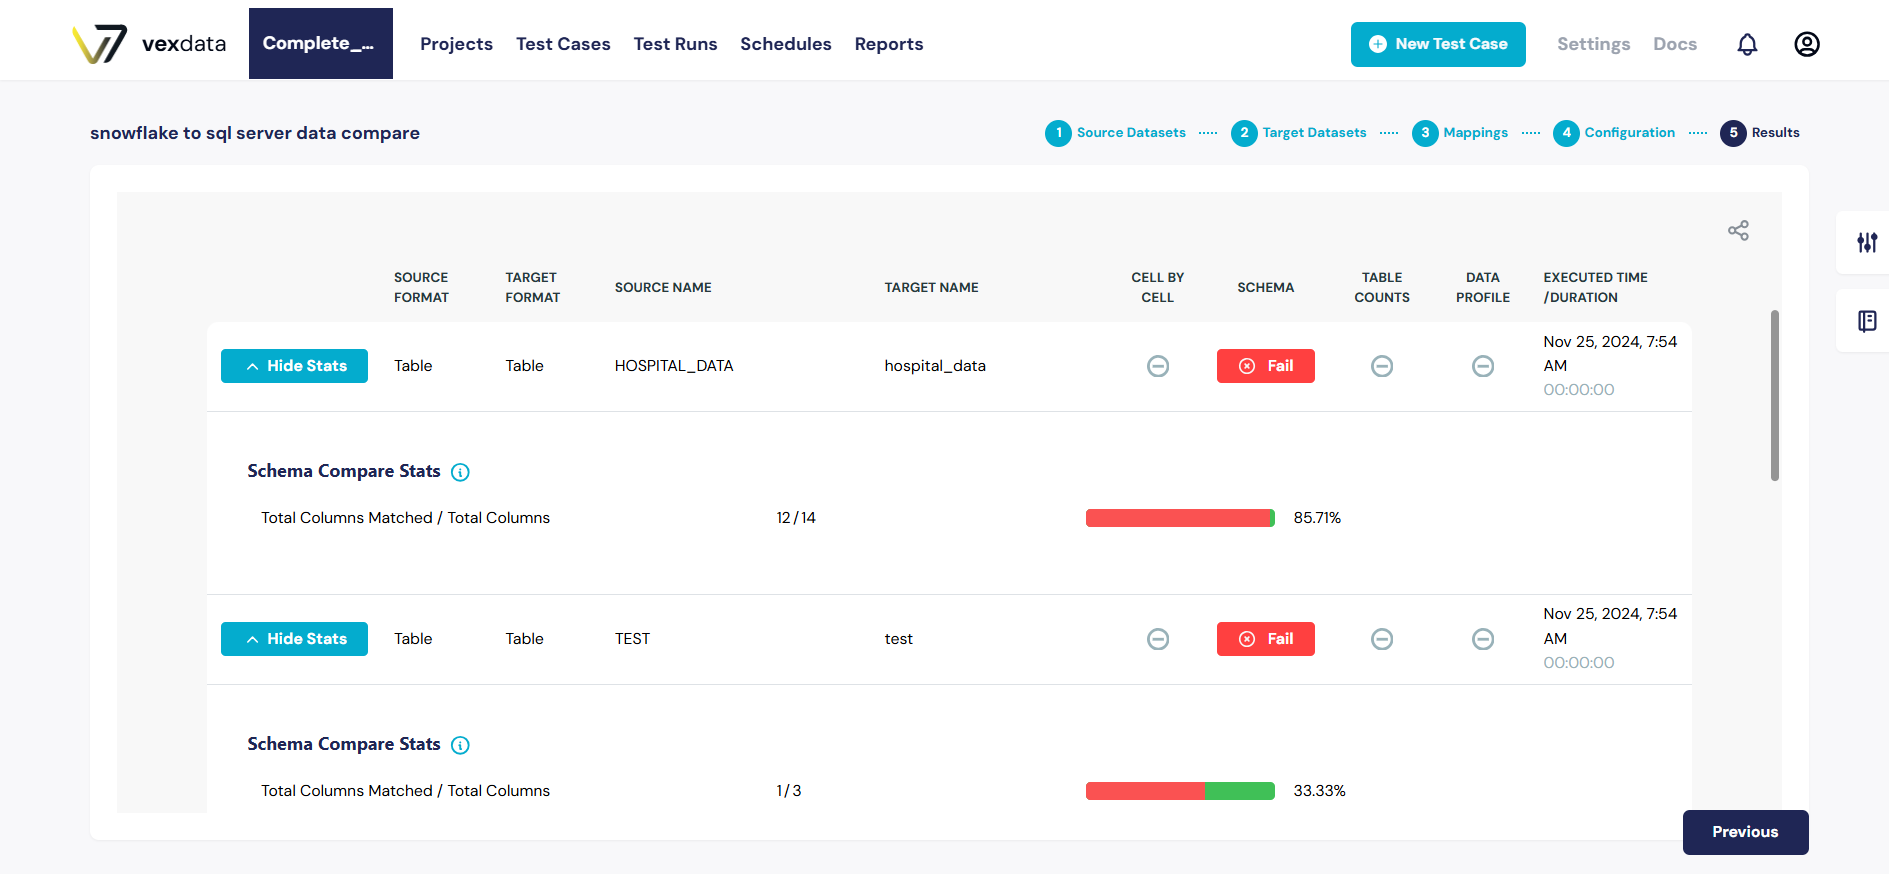 vexdata
Complete_...
Projects
Test Cases
Test Runs
Schedules
Reports
New Test Case
Settings
Docs
snowflake to sql server data compare
1 Source Datasets
2 Target Datasets
3 Mappings
4 Configuration
5 Results
SOURCE
FORMAT
TARGET
FORMAT
SOURCE NAME
TARGET NAME
CELL BY
CELL
SCHEMA
TABLE
COUNTS
DATA
PROFILE
EXECUTED TIME
/DURATION
Hide Stats
Table
Table
HOSPITAL_DATA
hospital_data
Fail
Nov 25, 2024, 7:54
AM
00:00:00
Schema Compare Stats
Total Columns Matched / Total Columns
12 / 14
85.71%
Hide Stats
Table
Table
TEST
test
Fail
Nov 25, 2024, 7:54
AM
00:00:00
Schema Compare Stats
Total Columns Matched / Total Columns
1 / 3
33.33%
Previous